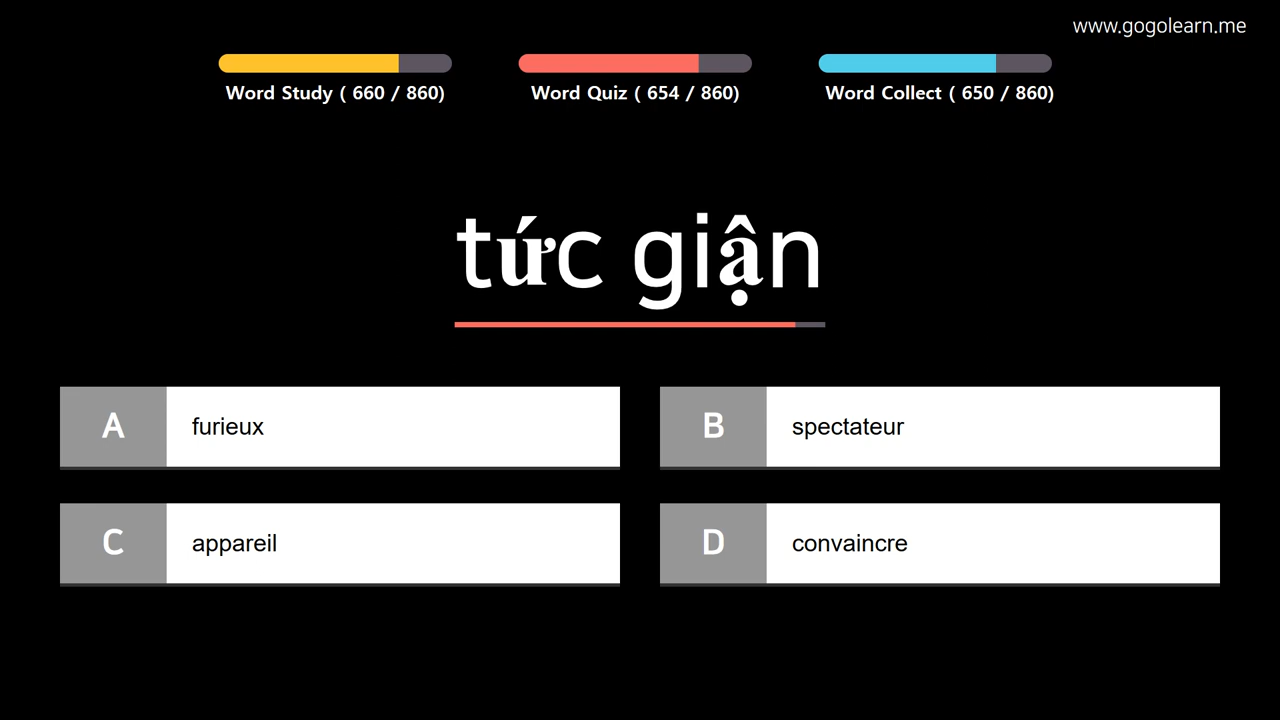 www.gogolearn.me
Word Study ( 660 / 860)
Word Quiz ( 654 / 860)
Word Collect ( 650 / 860)
tức giận
A furieux
B spectateur
C appareil
D convaincre